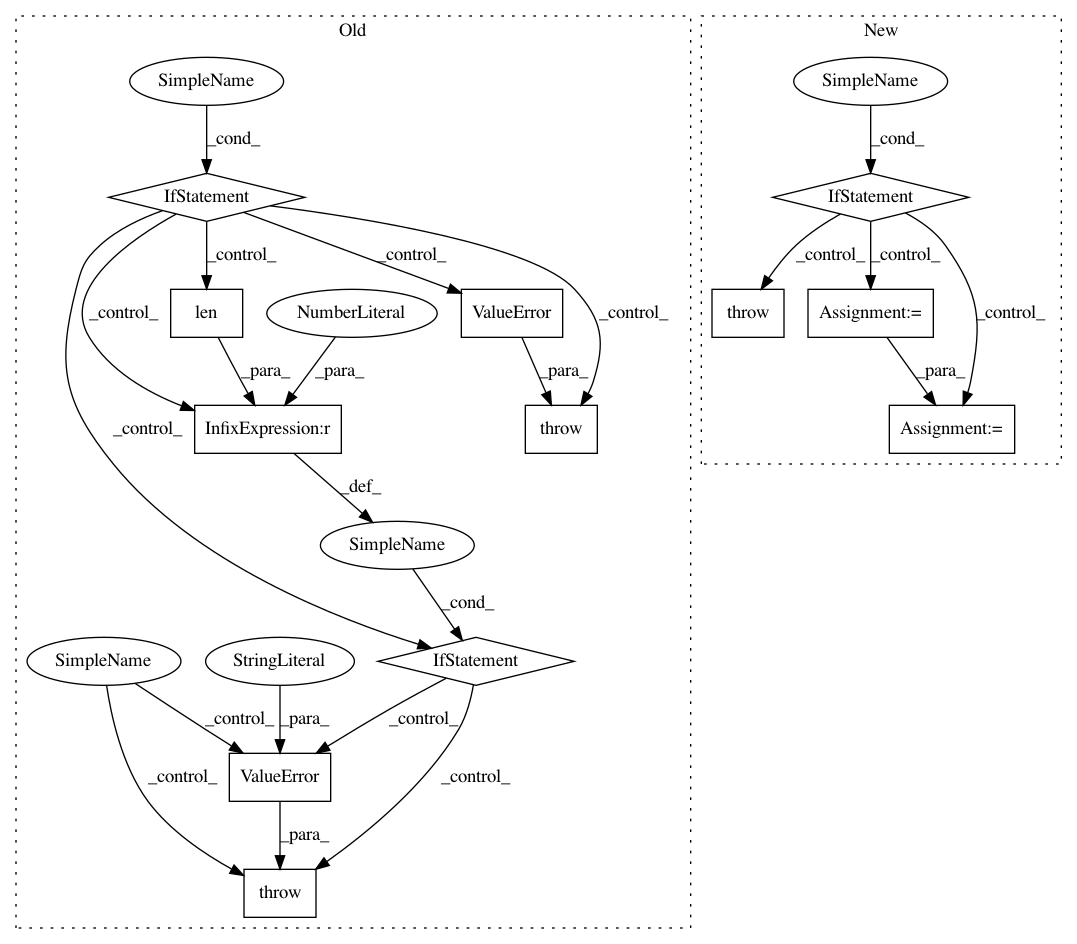 Old
New
SimpleName
SimpleName
_cond_
_cond_
IfStatement
IfStatement
_control_
_control_
_control_
_control_
_control_
_control_
_control_
_control_
len
NumberLiteral
ValueError
throw
Assignment:=
_para_
_para_
_para_
_para_
_control_
InfixExpression:r
throw
Assignment:=
_def_
SimpleName
_cond_
SimpleName
StringLiteral
IfStatement
_control_
_para_
_control_
_control_
_control_
ValueError
_para_
throw